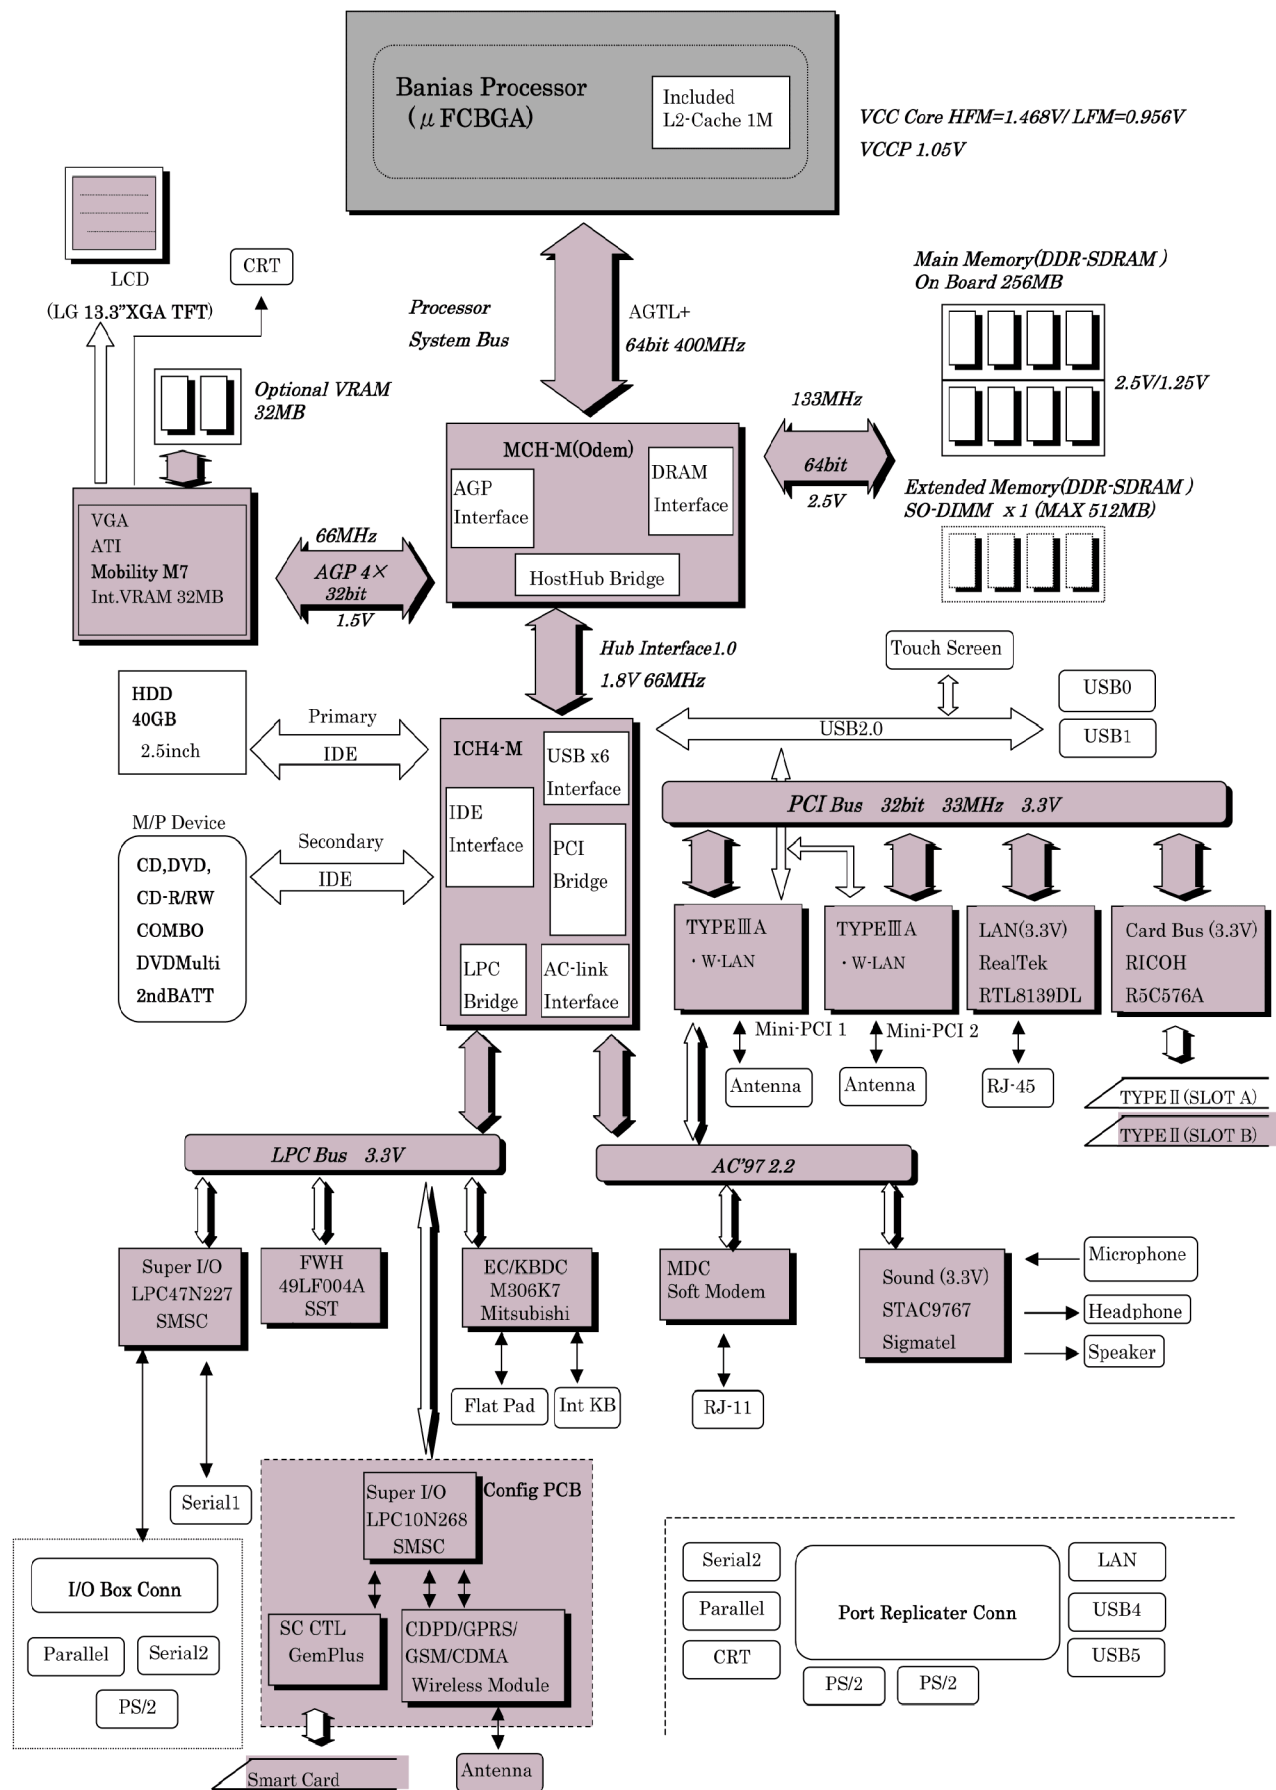 Banias Processor
(μFCBGA)
Included
L2-Cache 1M
VCC Core HFM=1.468V/ LFM=0.956V
VCCP 1.05V
LCD
(LG 13.3”XGA TFT)
CRT
Processor
System Bus
AGTL+
64bit 400MHz
Main Memory(DDR-SDRAM )
On Board 256MB
2.5V/1.25V
Optional VRAM
32MB
133MHz
64bit
2.5V
Extended Memory(DDR-SDRAM )
SO-DIMM x 1 (MAX 512MB)
MCH-M(Odem)
AGP
Interface
DRAM
Interface
HostHub Bridge
VGA
ATI
Mobility M7
Int.VRAM 32MB
66MHz
AGP 4×
32bit
1.5V
Hub Interface1.0
1.8V 66MHz
Touch Screen
USB0
USB1
USB2.0
HDD
40GB
2.5inch
Primary
IDE
ICH4-M
USB x6
Interface
IDE
Interface
PCI
Bridge
LPC
Bridge
AC-link
Interface
PCI Bus 32bit 33MHz 3.3V
M/P Device
CD,DVD,
CD-R/RW
COMBO
DVDMulti
2ndBATT
Secondary
IDE
TYPEⅢA
・W-LAN
TYPEⅢA
・W-LAN
LAN(3.3V)
RealTek
RTL8139DL
Card Bus (3.3V)
RICOH
R5C576A
Mini-PCI 1
Mini-PCI 2
Antenna
Antenna
RJ-45
TYPEⅡ(SLOT A)
TYPEⅡ(SLOT B)
LPC Bus 3.3V
AC’97 2.2
Super I/O
LPC47N227
SMSC
FWH
49LF004A
SST
EC/KBDC
M306K7
Mitsubishi
MDC
Soft Modem
Sound (3.3V)
STAC9767
Sigmatel
Microphone
Headphone
Speaker
Flat Pad
Int KB
RJ-11
Serial1
Config PCB
Super I/O
LPC10N268
SMSC
SC CTL
GemPlus
CDPD/GPRS/
GSM/CDMA
Wireless Module
Smart Card
Antenna
I/O Box Conn
Parallel
Serial2
PS/2
Serial2
Parallel
CRT
Port Replicater Conn
PS/2
PS/2
LAN
USB4
USB5